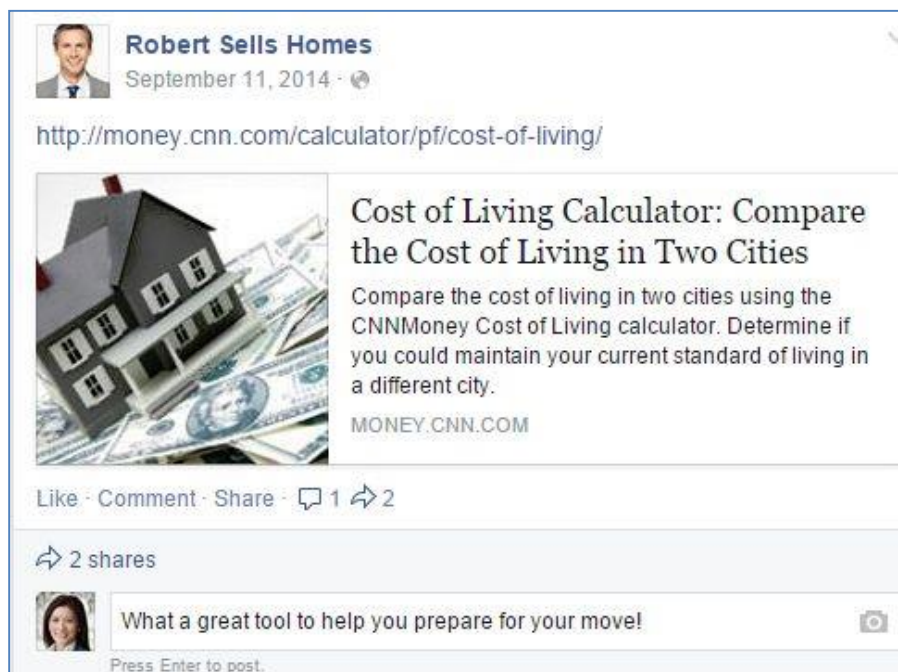 Robert Sells Homes
September 11, 2014 ·
http://money.cnn.com/calculator/pf/cost-of-living/
Cost of Living Calculator: Compare
the Cost of Living in Two Cities
Compare the cost of living in two cities using the
CNNMoney Cost of Living calculator. Determine if
you could maintain your current standard of living in
a different city.
MONEY.CNN.COM
Like · Comment · Share · 1 2
2 shares
What a great tool to help you prepare for your move!
Press Enter to post.